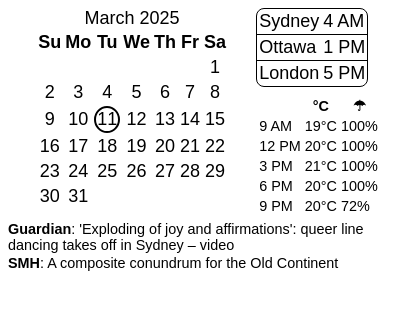 March 2025
Su Mo Tu We Th Fr Sa
1
2 3 4 5 6 7 8
9 10 11 12 13 14 15
16 17 18 19 20 21 22
23 24 25 26 27 28 29
30 31
Sydney 4 AM
Ottawa 1 PM
London 5 PM
°C ☂
9 AM 19°C 100%
12 PM 20°C 100%
3 PM 21°C 100%
6 PM 20°C 100%
9 PM 20°C 72%
Guardian: 'Exploding of joy and affirmations': queer line
dancing takes off in Sydney – video
SMH: A composite conundrum for the Old Continent